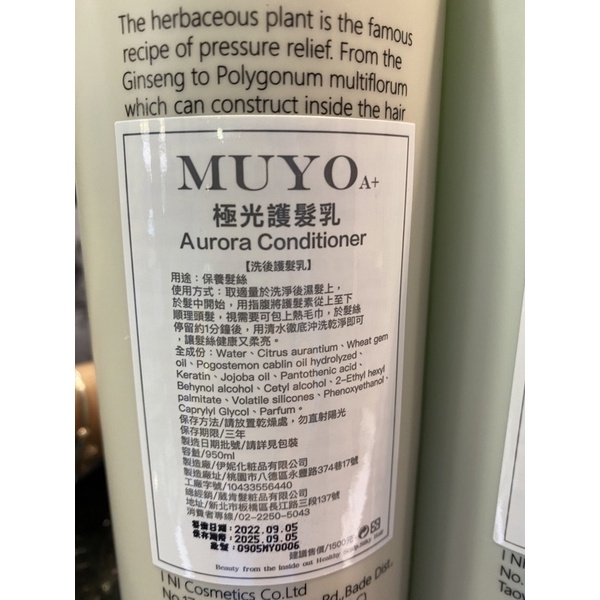 The herbaceous plant is the famous
recipe of pressure relief. From the
Ginseng to Polygonum multiflorum
which can construct inside the hair
MUYO A+
極光護髮乳
Aurora Conditioner
【洗後護髮乳】
用途：保養髮絲
使用方式：取適量於洗淨後濕髮上，
於髮中開始，用指腹將護髮素從上至下
順理頭髮，視需要可包上熱毛巾，於髮絲
停留約1分鐘後，用清水徹底沖洗乾淨即可
，讓髮絲健康又柔亮。
全成份：Water、Citrus aurantium、Wheat gem
oil、Pogostemon cablin oil hydrolyzed、
Keratin、Jojoba oil、Pantothenic acid、
Behynol alcohol、Cetyl alcohol、2-Ethyl hexyl
palmitate、Volatile silicones、Phenoxyethanol、
Caprylyl Glycol、Parfum。
保存方法/請放置乾燥處，勿直射陽光
保存期限/三年
製造日期批號/請詳見包裝
容量/950ml
製造廠/伊妮化粧品有限公司
製造廠址/桃園市八德區永豐路374巷17號
工廠字號/10433556440
總經銷/葳肯髮粧品有限公司
地址/新北市板橋區長江路三段137號
消費者專線/02-2250-5043
製造日期：2022.09.05
保存期限：2025.09.05
批號：0905MY0006
建議售價/1500元
Beauty from the Inside out Healthy Scalp,Silky Hair
I NI Cosmetics Co.Ltd
Rd.,Bade Dist.,
I NI
No.
Taoy